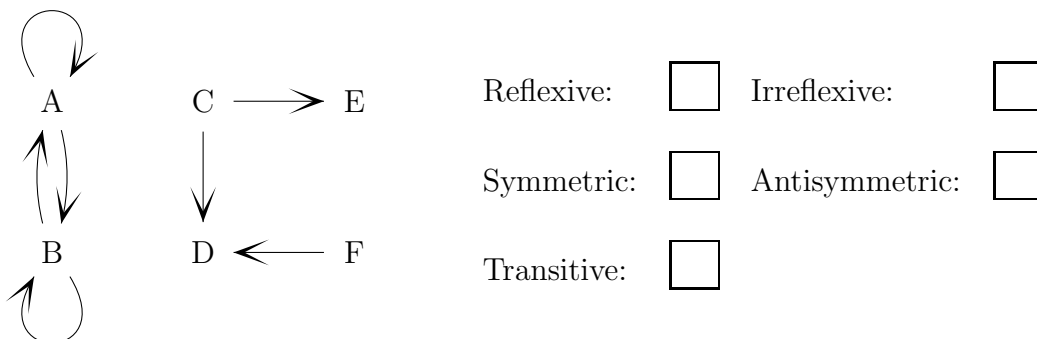 A C E
B D F
Reflexive: Irreflexive:
Symmetric: Antisymmetric:
Transitive: